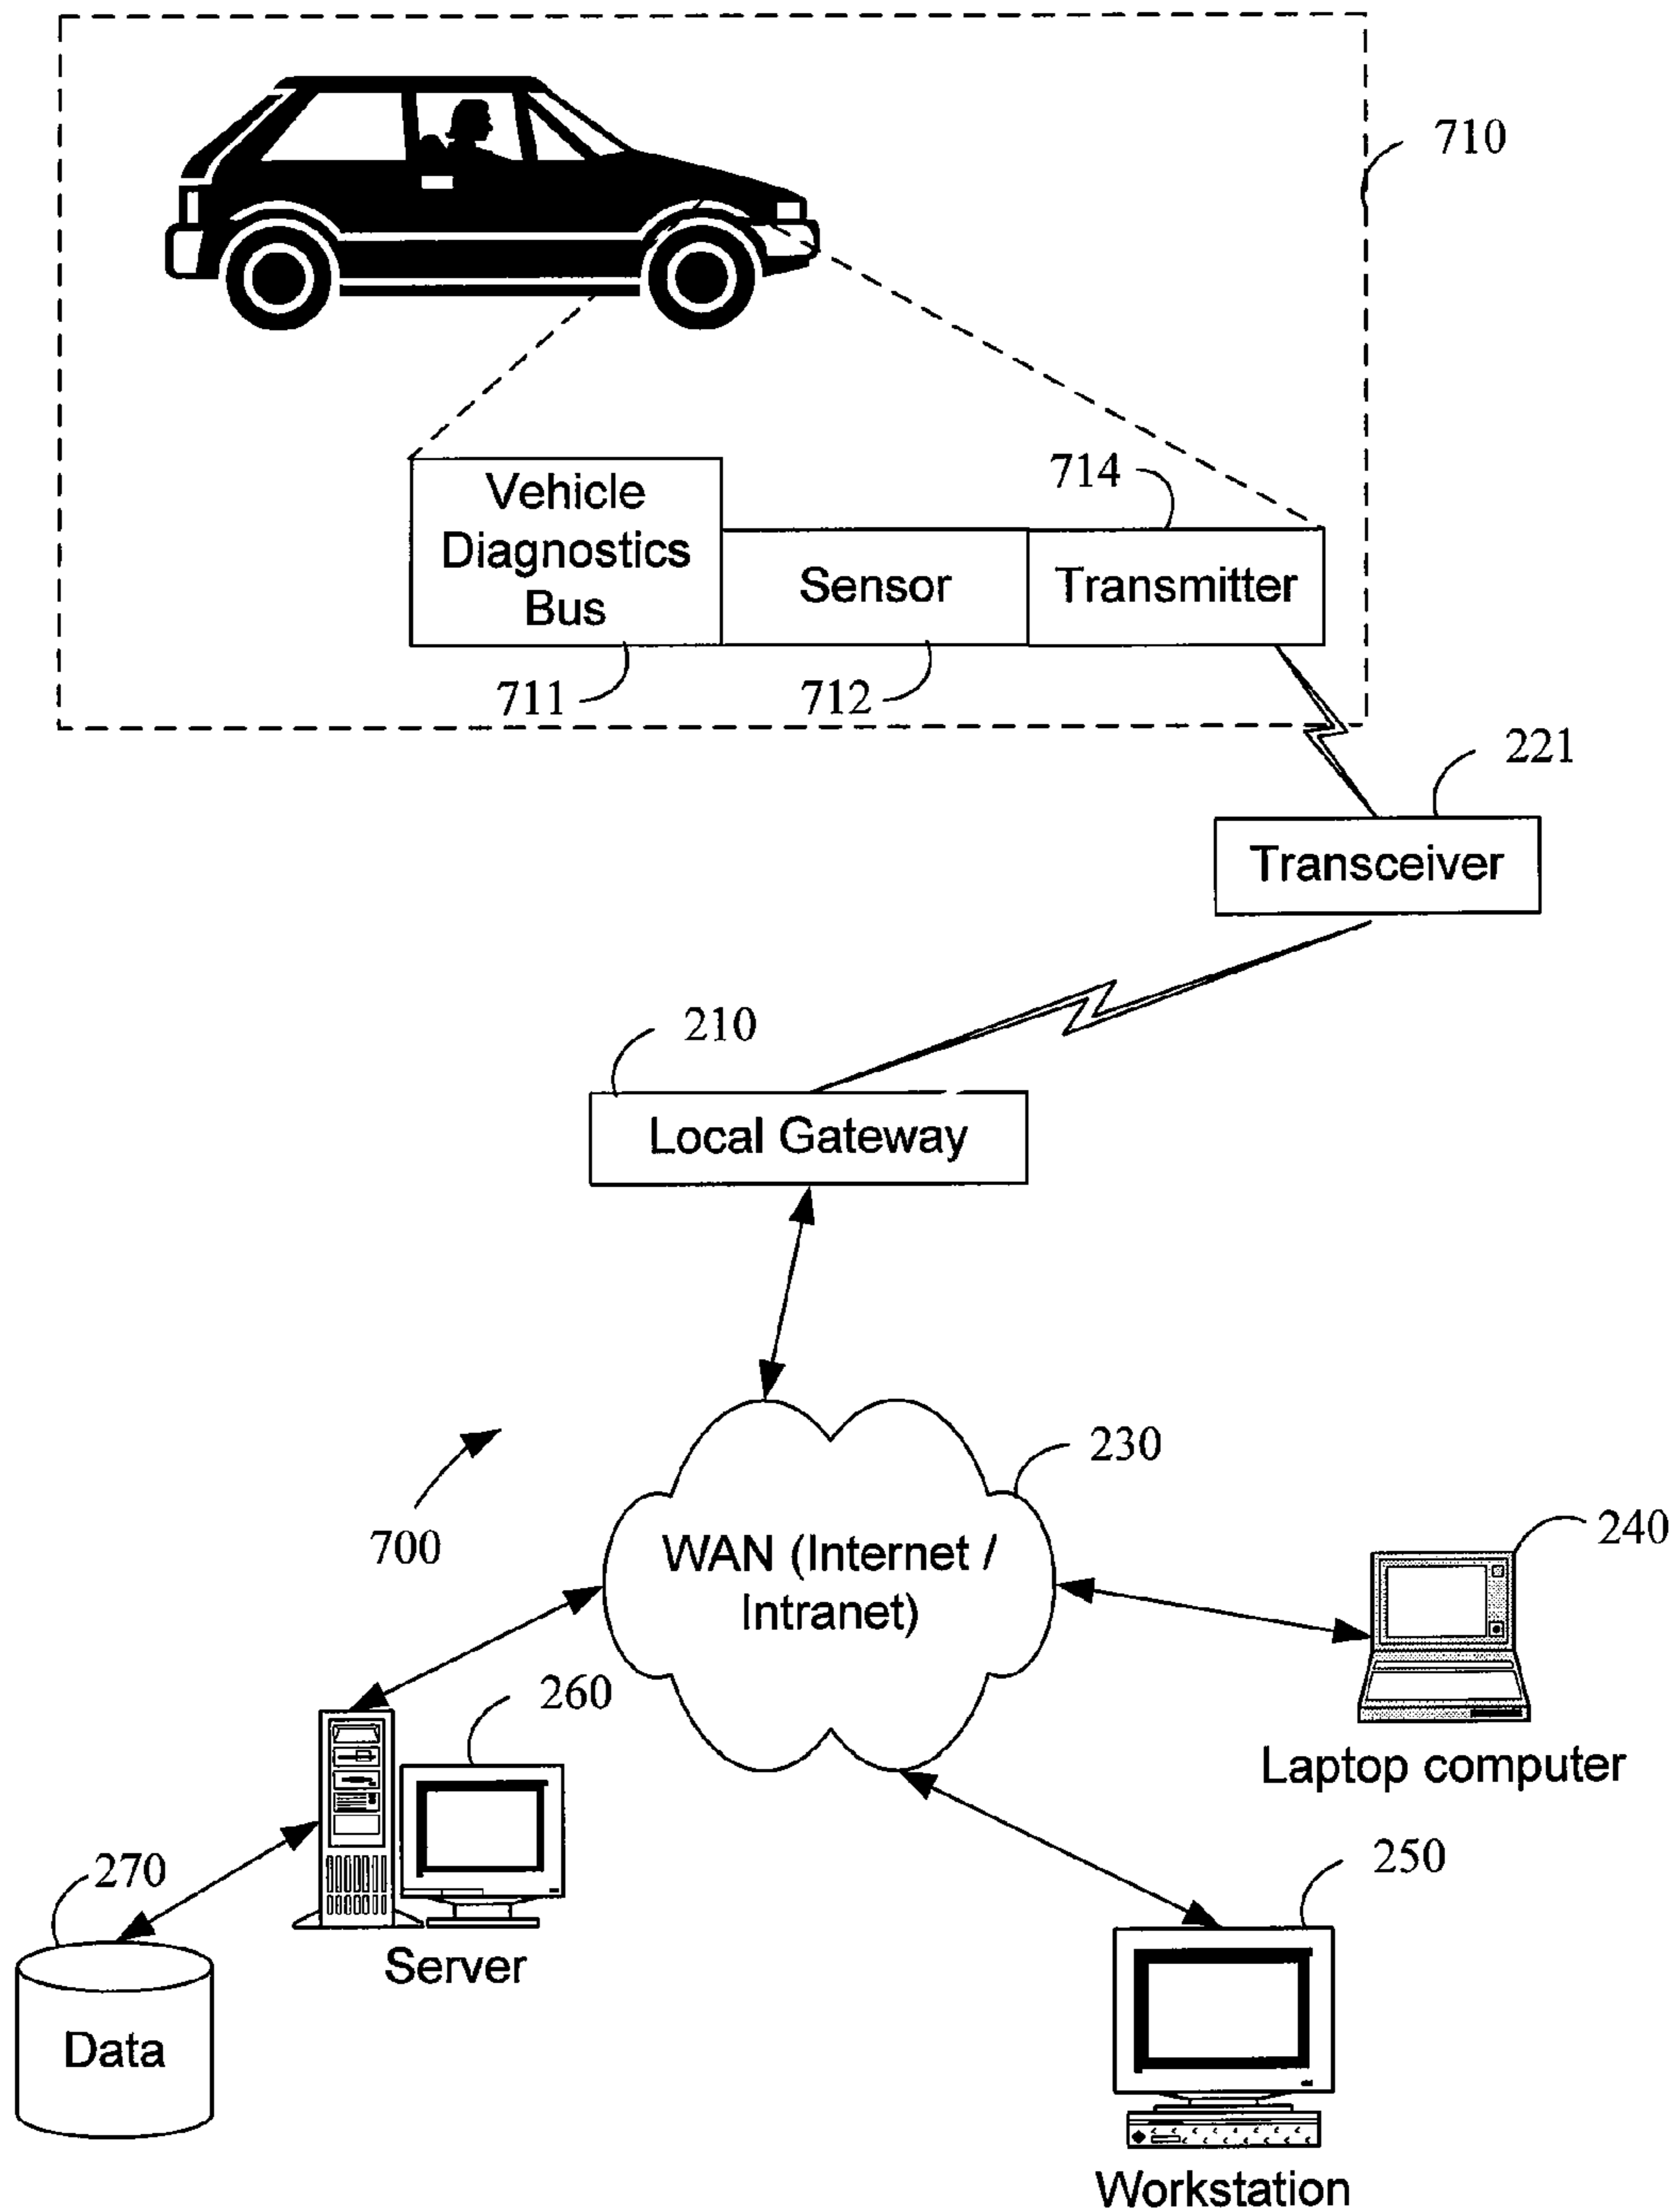 710
Vehicle
Diagnostics
Bus
Sensor
714
Transmitter
711
712
221
Transceiver
210
Local Gateway
700
230
WAN (Internet /
Intranet)
240
Laptop computer
260
Server
270
Data
250
Workstation